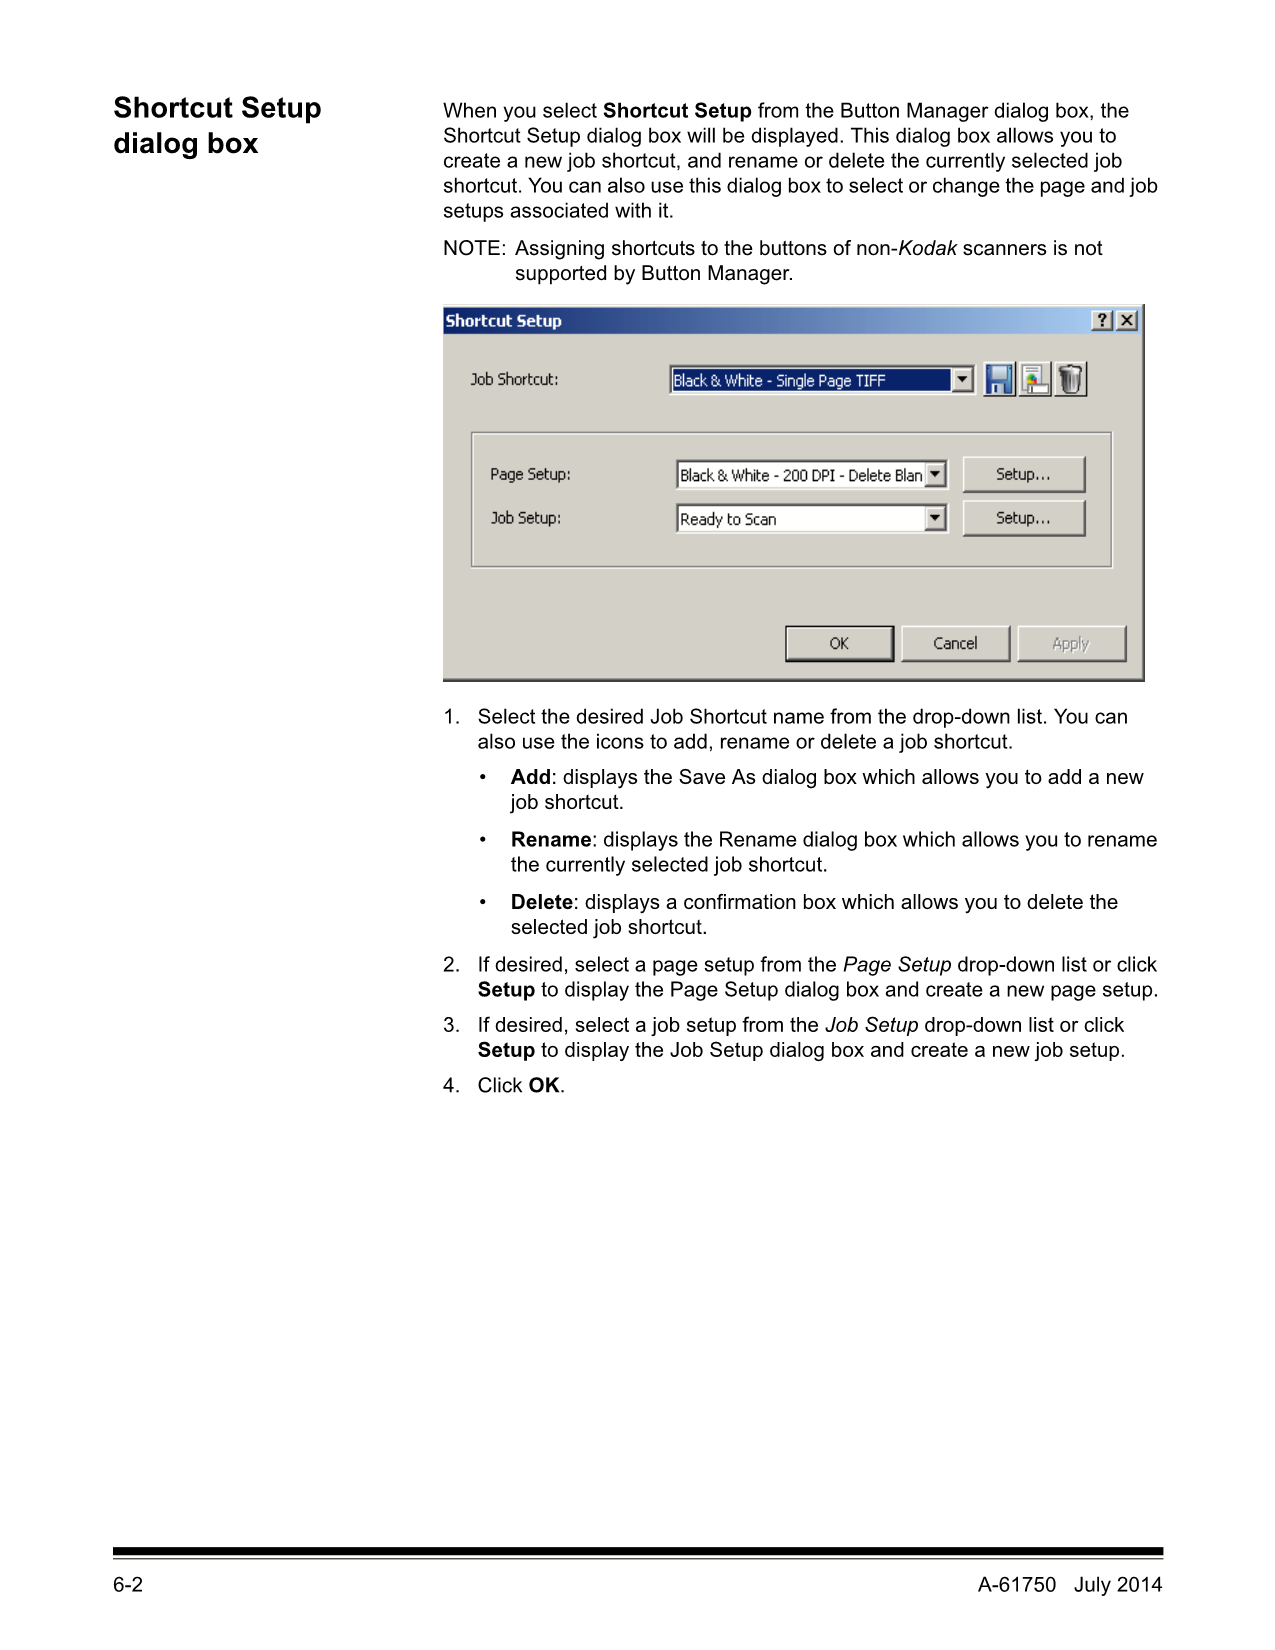 Shortcut Setup
dialog box
When you select Shortcut Setup from the Button Manager dialog box, the
Shortcut Setup dialog box will be displayed. This dialog box allows you to
create a new job shortcut, and rename or delete the currently selected job
shortcut. You can also use this dialog box to select or change the page and job
setups associated with it.
NOTE: Assigning shortcuts to the buttons of non-Kodak scanners is not
supported by Button Manager.
Shortcut Setup
Job Shortcut: Black & White - Single Page TIFF
Page Setup: Black & White - 200 DPI - Delete Blan Setup...
Job Setup: Ready to Scan Setup...
OK Cancel Apply
1. Select the desired Job Shortcut name from the drop-down list. You can
also use the icons to add, rename or delete a job shortcut.
• Add: displays the Save As dialog box which allows you to add a new
job shortcut.
• Rename: displays the Rename dialog box which allows you to rename
the currently selected job shortcut.
• Delete: displays a confirmation box which allows you to delete the
selected job shortcut.
2. If desired, select a page setup from the Page Setup drop-down list or click
Setup to display the Page Setup dialog box and create a new page setup.
3. If desired, select a job setup from the Job Setup drop-down list or click
Setup to display the Job Setup dialog box and create a new job setup.
4. Click OK.
6-2 A-61750 July 2014